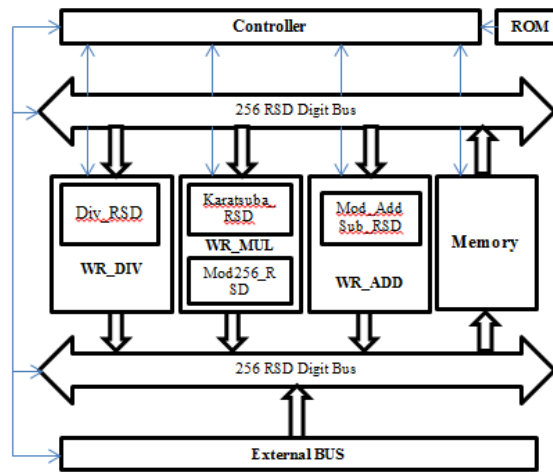 Controller
ROM
256 RSD Digit Bus
Div_RSD
WR_DIV
Karatsuba_
RSD
WR_MUL
Mod256_R
SD
Mod_Add
Sub_RSD
WR_ADD
Memory
256 RSD Digit Bus
External BUS